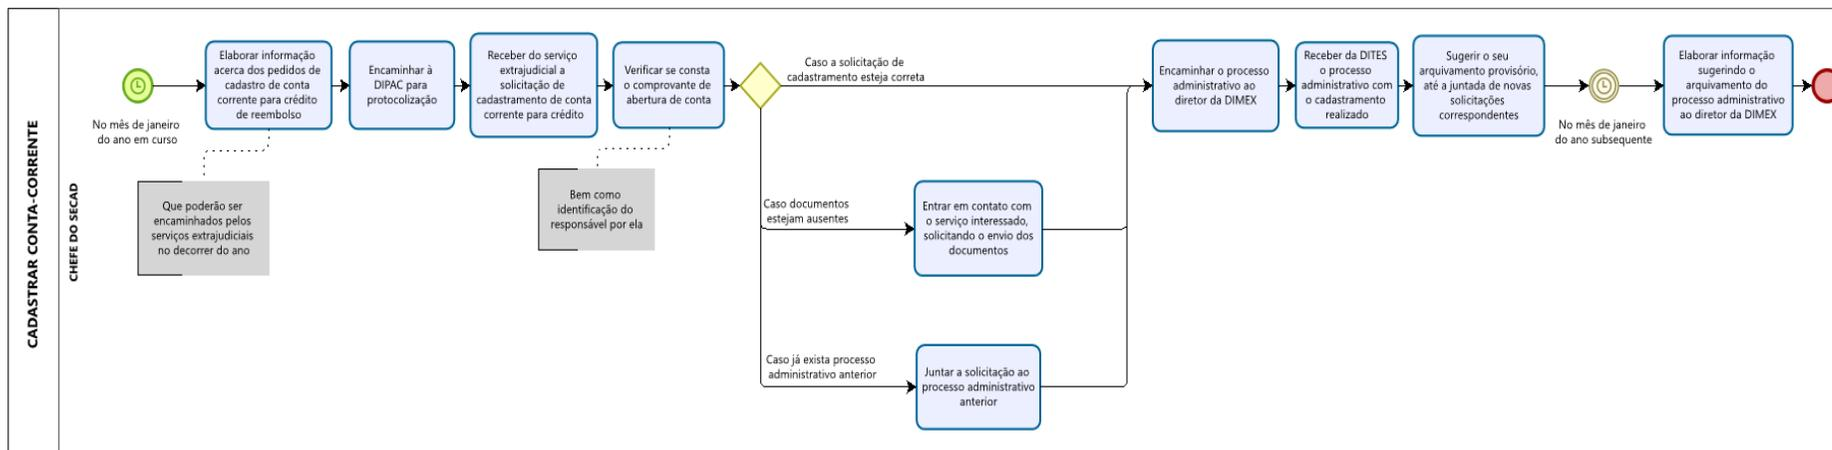 CADASTRAR CONTA-CORRENTE
CHEFE DO SECAD
No mês de janeiro
do ano em curso
Elaborar informação
acerca dos pedidos de
cadastro de conta
corrente para crédito
de reembolso
Que poderão ser
encaminhados pelos
serviços extrajudiciais
no decorrer do ano
Encaminhar à
DIPAC para
protocolização
Receber do serviço
extrajudicial a
solicitação de
cadastramento de conta
corrente para crédito
Verificar se consta
o comprovante de
abertura de conta
Bem como
identificação do
responsável por ela
Caso a solicitação de
cadastramento esteja correta
Caso documentos
estejam ausentes
Entrar em contato com
o serviço interessado,
solicitando o envio dos
documentos
Caso já exista processo
administrativo anterior
Juntar a solicitação ao
processo administrativo
anterior
Encaminhar o processo
administrativo ao
diretor da DIMEX
Receber da DITES
o processo
administrativo com
o cadastramento
realizado
Sugerir o seu
arquivamento provisório,
até a juntada de novas
solicitações
correspondentes
No mês de janeiro
do ano subsequente
Elaborar informação
sugerindo o
arquivamento do
processo administrativo
ao diretor da DIMEX